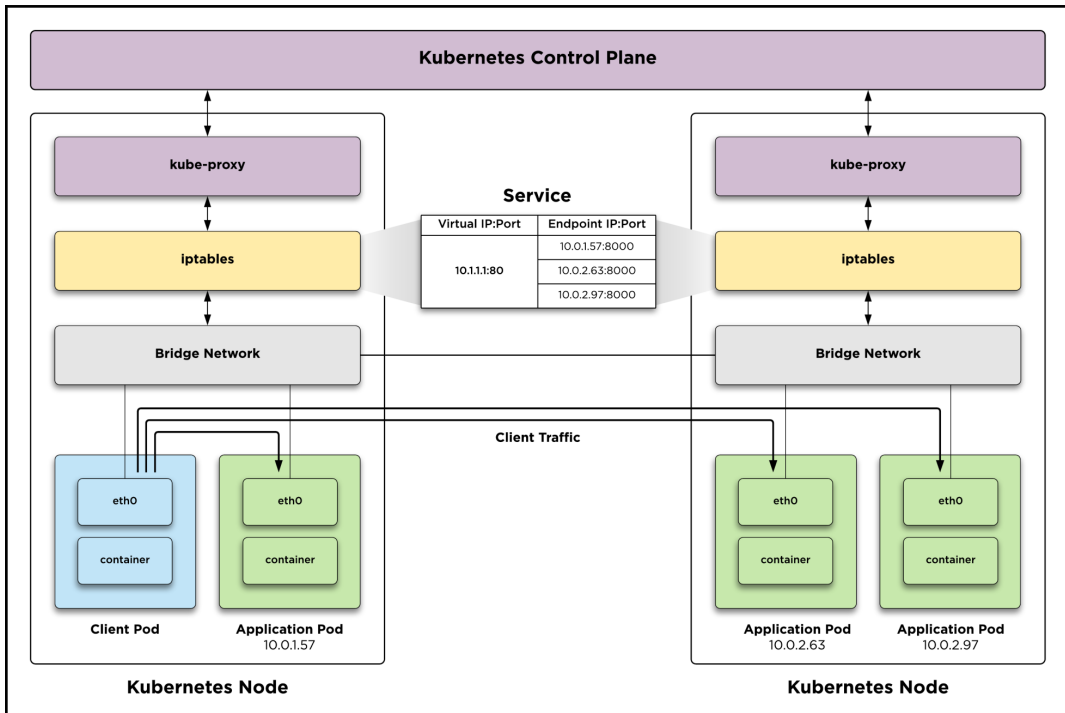 Kubernetes Control Plane
kube-proxy
kube-proxy
Service
Virtual IP:Port
Endpoint IP:Port
iptables
10.1.1.1:80
10.0.1.57:8000
10.0.2.63:8000
10.0.2.97:8000
iptables
Bridge Network
Bridge Network
Client Traffic
eth0
eth0
eth0
eth0
container
container
container
container
Client Pod
Application Pod
10.0.1.57
Application Pod
10.0.2.63
Application Pod
10.0.2.97
Kubernetes Node
Kubernetes Node